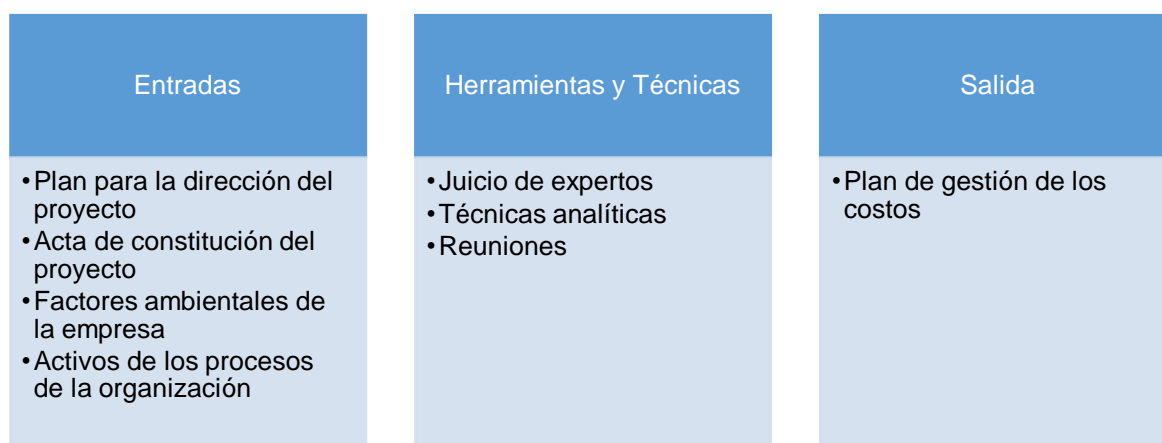 Entradas
•Plan para la dirección del
proyecto
•Acta de constitución del
proyecto
•Factores ambientales de
la empresa
•Activos de los procesos
de la organización
Herramientas y Técnicas
•Juicio de expertos
•Técnicas analíticas
•Reuniones
Salida
•Plan de gestión de los
costos